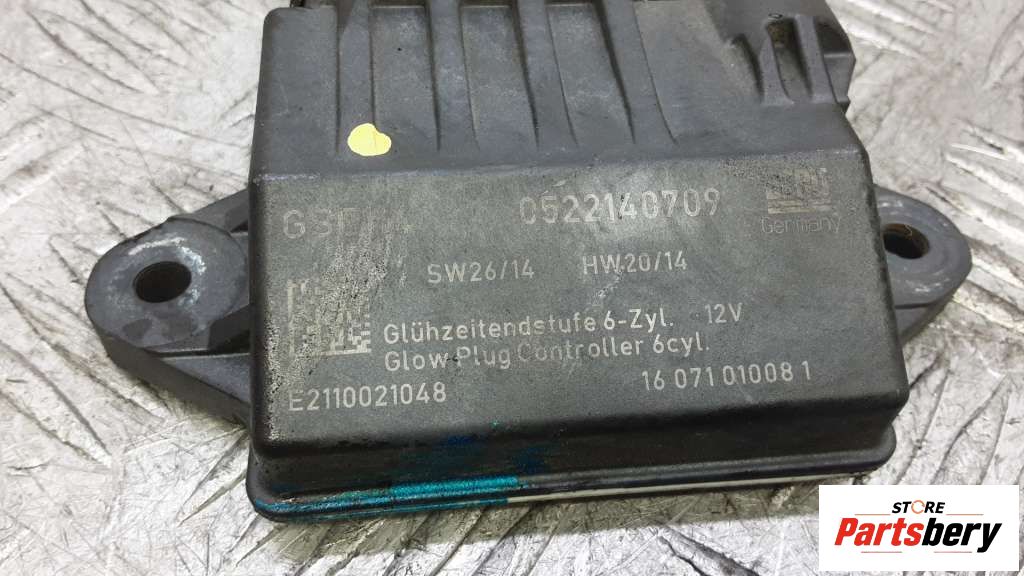 0522140709
Germany
SW26/14 HW20/14
Glühzeitendstufe 6-Zyl. 12V
Glow Plug Controller 6cyl.
E2110021048 16 071 01008 1
STORE
Partsbery